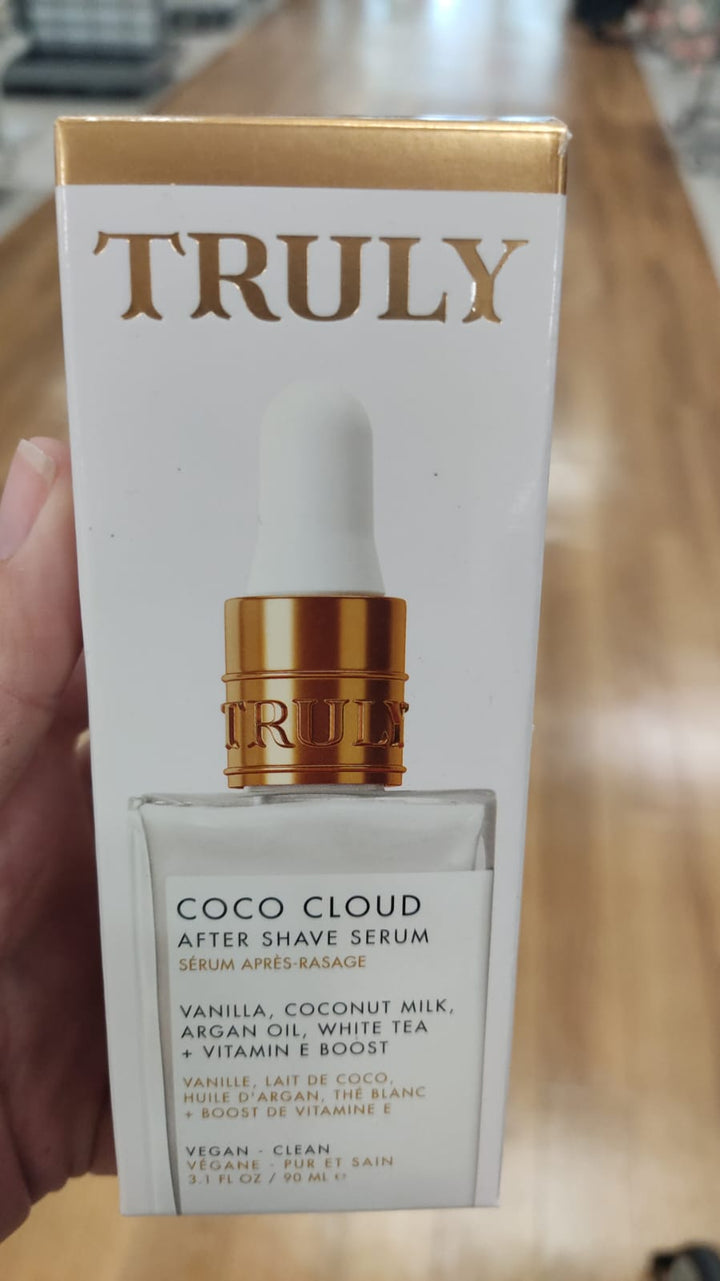 TRULY
TRULY
COCO CLOUD
AFTER SHAVE SERUM
SÉRUM APRÈS-RASAGE
VANILLA, COCONUT MILK,
ARGAN OIL, WHITE TEA
+ VITAMIN E BOOST
VANILLE, LAIT DE COCO,
HUILE D'ARGAN, THÉ BLANC
+ BOOST DE VITAMINE E
VEGAN - CLEAN
VÉGANE - PUR ET SAIN
3.1 FL OZ / 90 ML ℮